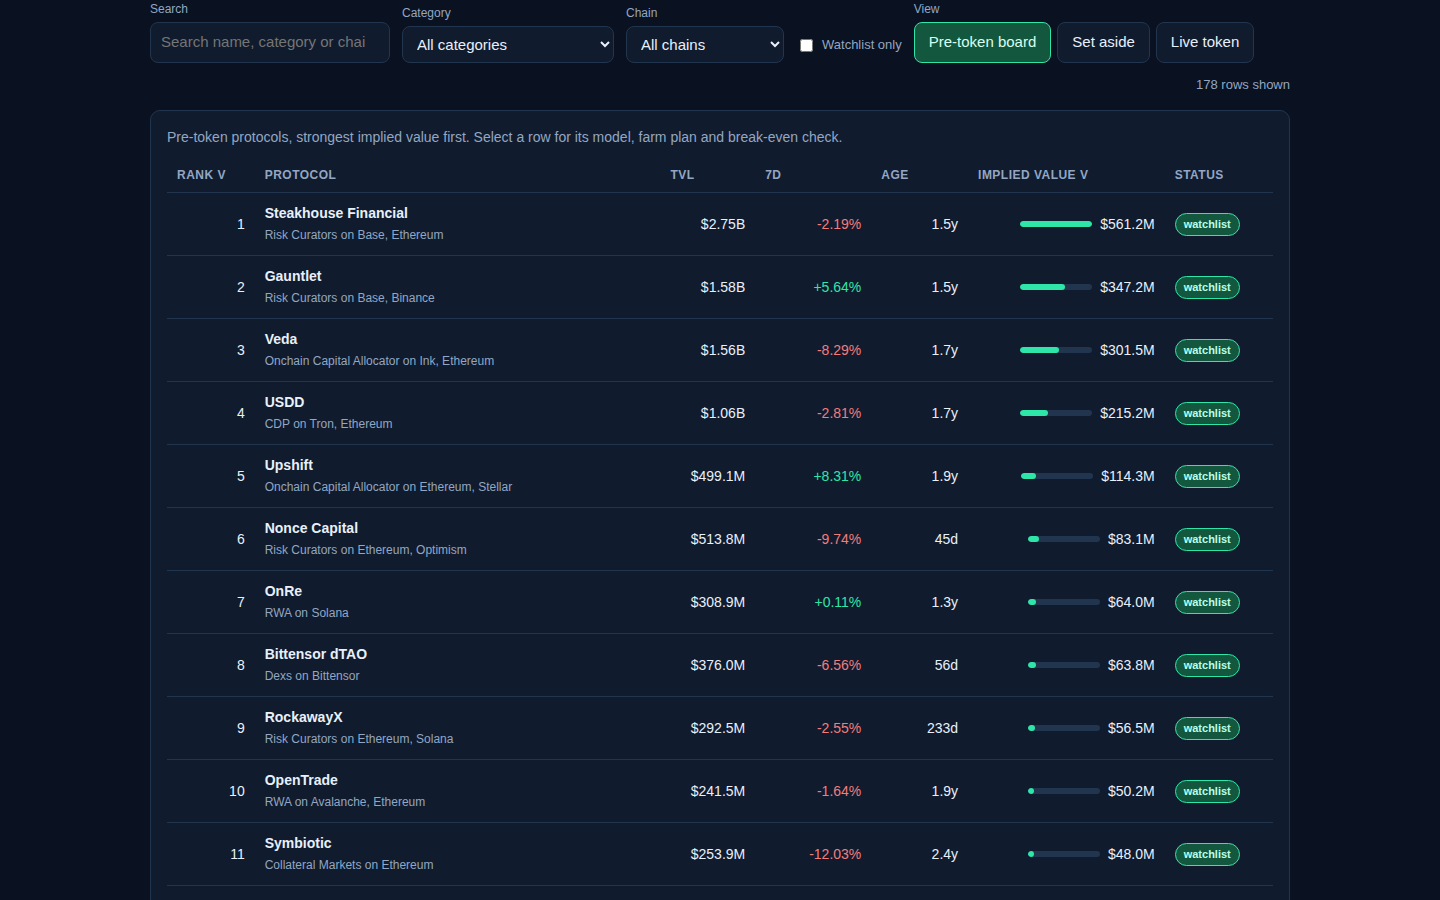 Search
Category
Chain
View
Search name, category or chai
All categories
All chains
Watchlist only
Pre-token board
Set aside
Live token
178 rows shown
Pre-token protocols, strongest implied value first. Select a row for its model, farm plan and break-even check.
RANK V PROTOCOL TVL 7D AGE IMPLIED VALUE V STATUS
1 Steakhouse Financial $2.75B -2.19% 1.5y $561.2M watchlist
Risk Curators on Base, Ethereum
2 Gauntlet $1.58B +5.64% 1.5y $347.2M watchlist
Risk Curators on Base, Binance
3 Veda $1.56B -8.29% 1.7y $301.5M watchlist
Onchain Capital Allocator on Ink, Ethereum
4 USDD $1.06B -2.81% 1.7y $215.2M watchlist
CDP on Tron, Ethereum
5 Upshift $499.1M +8.31% 1.9y $114.3M watchlist
Onchain Capital Allocator on Ethereum, Stellar
6 Nonce Capital $513.8M -9.74% 45d $83.1M watchlist
Risk Curators on Ethereum, Optimism
7 OnRe $308.9M +0.11% 1.3y $64.0M watchlist
RWA on Solana
8 Bittensor dTAO $376.0M -6.56% 56d $63.8M watchlist
Dexs on Bittensor
9 RockawayX $292.5M -2.55% 233d $56.5M watchlist
Risk Curators on Ethereum, Solana
10 OpenTrade $241.5M -1.64% 1.9y $50.2M watchlist
RWA on Avalanche, Ethereum
11 Symbiotic $253.9M -12.03% 2.4y $48.0M watchlist
Collateral Markets on Ethereum